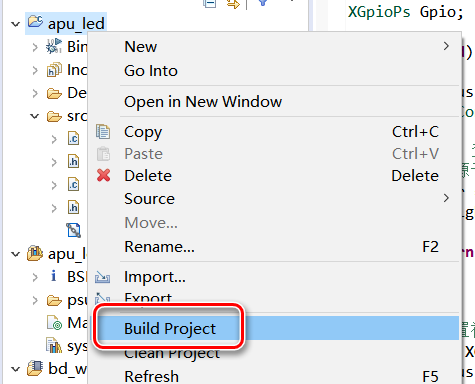 apu_led
XGpioPs Gpio;
Bin
Inc
De
src
apu_l
BSI
psu
Ma
sys
bd_w
New
Go Into
Open in New Window
Copy Ctrl+C
Paste Ctrl+V
Delete Delete
Source
Move...
Rename... F2
Import...
Export
Build Project
Clean Project
Refresh F5